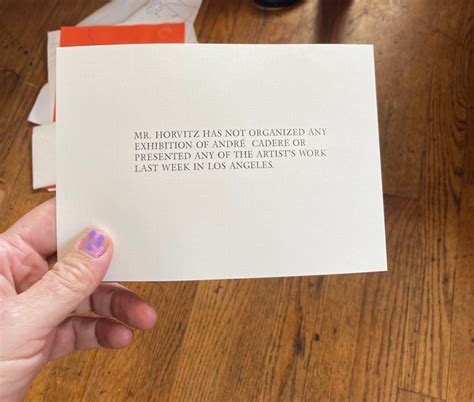 MR. HORVITZ HAS NOT ORGANIZED ANY
EXHIBITION OF ANDRÉ CADERE OR
PRESENTED ANY OF THE ARTIST'S WORK
LAST WEEK IN LOS ANGELES.